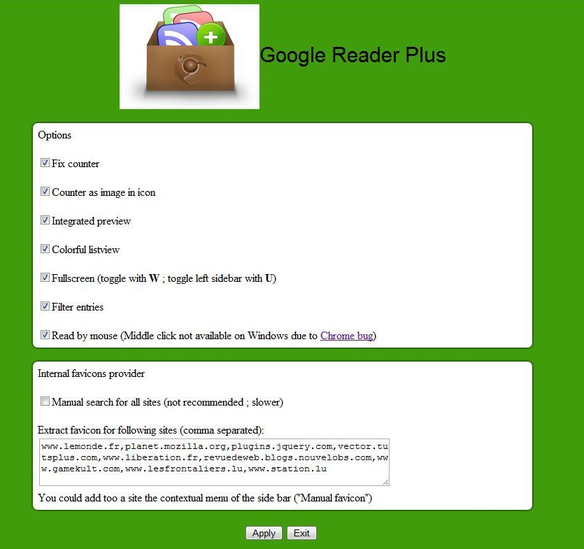 Google Reader Plus
Options
Fix counter
Counter as image in icon
Integrated preview
Colorful listview
Fullscreen (toggle with W ; toggle left sidebar with U)
Filter entries
Read by mouse (Middle click not available on Windows due to Chrome bug)
Internal favicons provider
Manual search for all sites (not recommended ; slower)
Extract favicon for following sites (comma separated):
www.lemonde.fr,planet.mozilla.org,plugins.jquery.com,vector.tu
tsplus.com,www.liberation.fr,revuedeweb.blogs.nouvelobs.com,ww
w.gamekult.com,www.lesfrontaliers.lu,www.station.lu
You could add too a site the contextual menu of the side bar ("Manual favicon")
Apply Exit